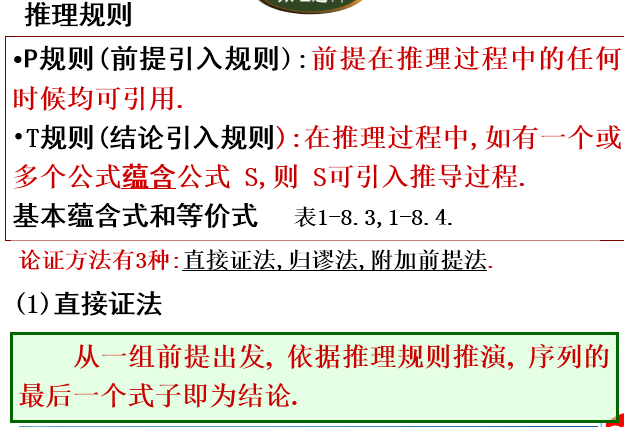 推理规则
•P规则(前提引入规则):前提在推理过程中的任何
时候均可引用.
•T规则(结论引入规则):在推理过程中,如有一个或
多个公式蕴含公式 S,则 S可引入推导过程.
基本蕴含式和等价式 表1-8.3,1-8.4.
论证方法有3种:直接证法,归谬法,附加前提法.
(1)直接证法
从一组前提出发, 依据推理规则推演, 序列的
最后一个式子即为结论.